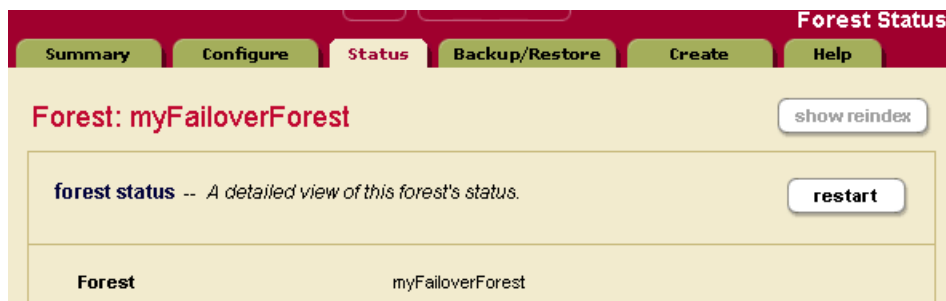 Forest Status
Summary Configure Status Backup/Restore Create Help
Forest: myFailoverForest show reindex
forest status -- A detailed view of this forest's status. restart
Forest myFailoverForest